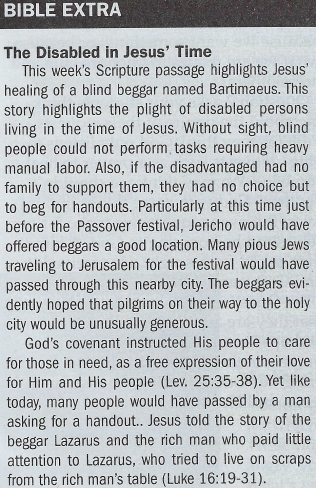 BIBLE EXTRA
The Disabled in Jesus' Time
This week's Scripture passage highlights Jesus'
healing of a blind beggar named Bartimaeus. This
story highlights the plight of disabled persons
living in the time of Jesus. Without sight, blind
people could not perform tasks requiring heavy
manual labor. Also, if the disadvantaged had no
family to support them, they had no choice but
to beg for handouts. Particularly at this time just
before the Passover festival, Jericho would have
offered beggars a good location. Many pious Jews
traveling to Jerusalem for the festival would have
passed through this nearby city. The beggars evi-
dently hoped that pilgrims on their way to the holy
city would be unusually generous.
God's covenant instructed His people to care
for those in need, as a free expression of their love
for Him and His people (Lev. 25:35-38). Yet like
today, many people would have passed by a man
asking for a handout.. Jesus told the story of the
beggar Lazarus and the rich man who paid little
attention to Lazarus, who tried to live on scraps
from the rich man's table (Luke 16:19-31).